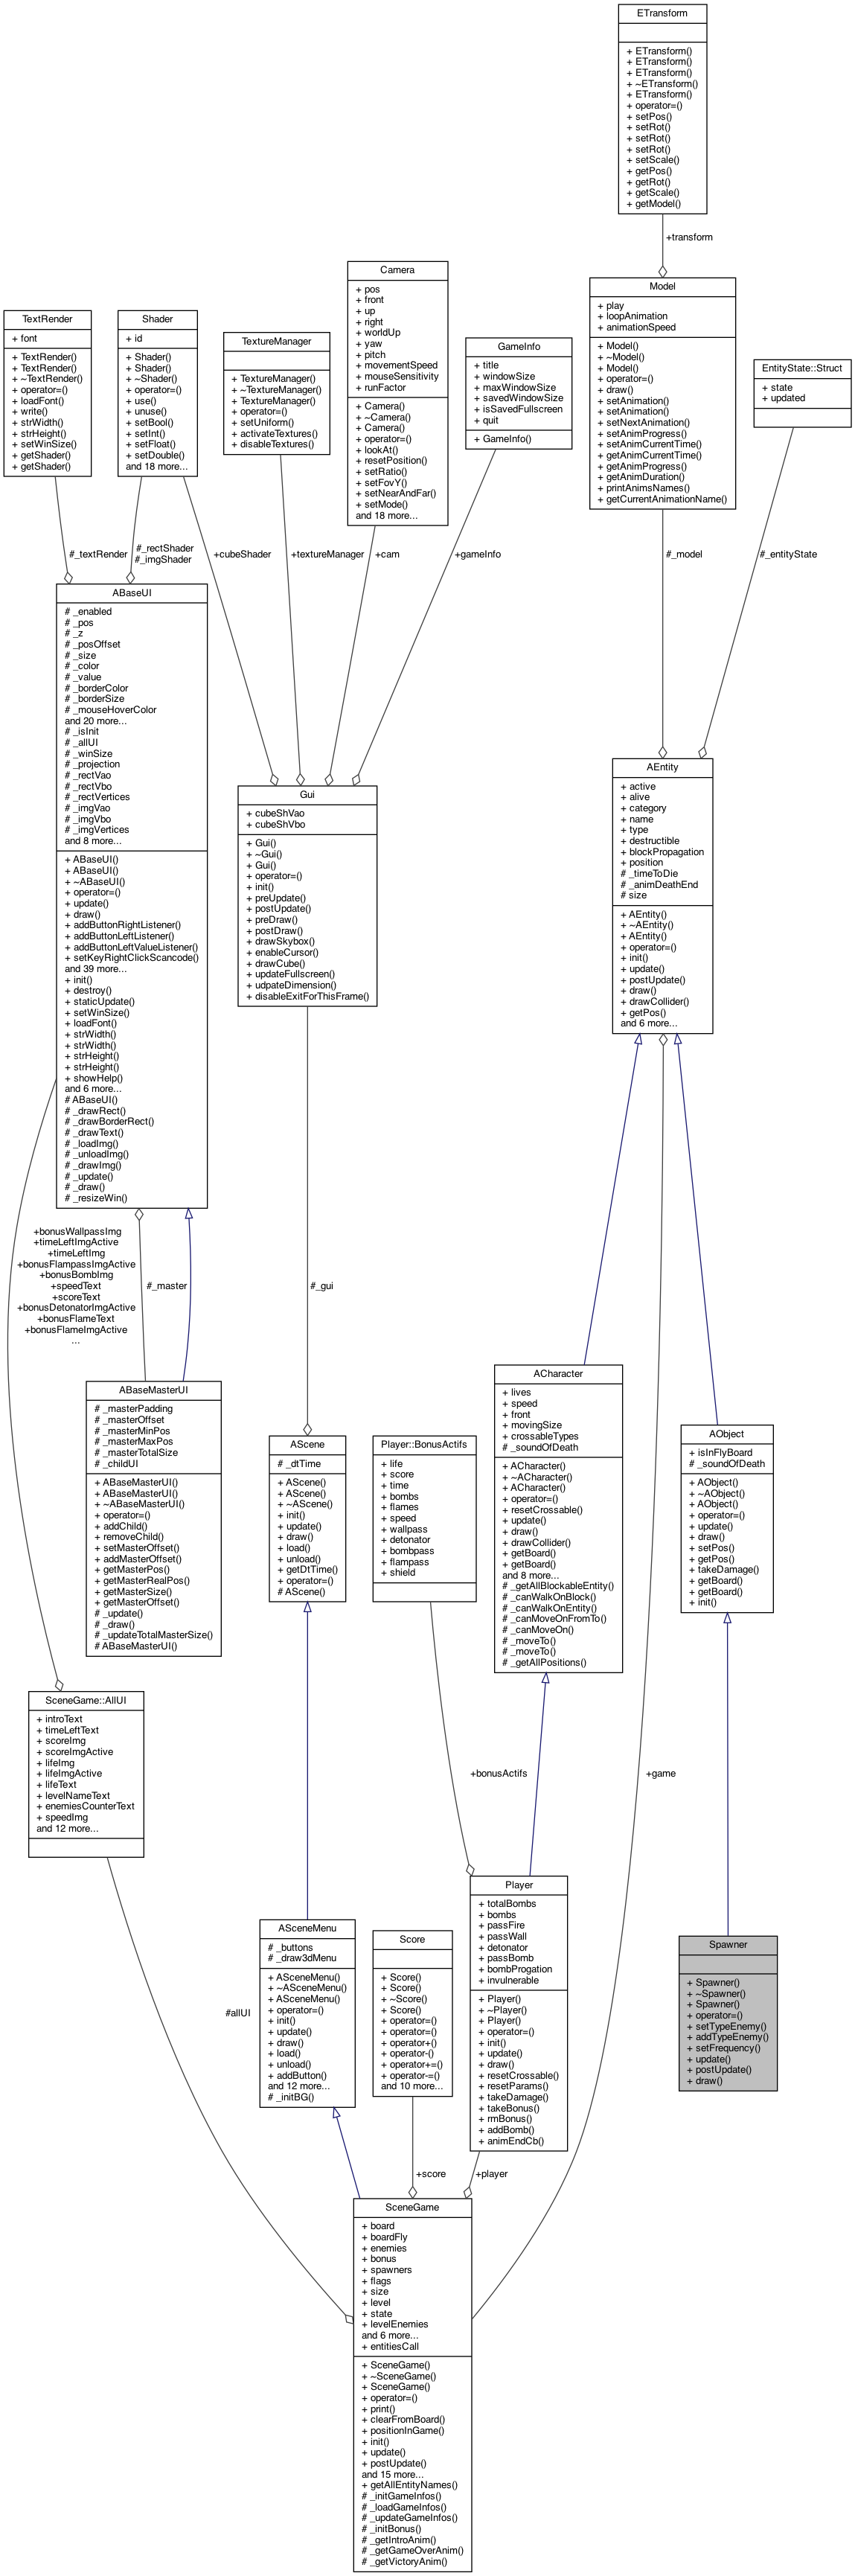 ETransform
+ ETransform()
+ ETransform()
+ ETransform()
+ ~ETransform()
+ ETransform()
+ operator=()
+ setPos()
+ setRot()
+ setRot()
+ setRot()
+ setScale()
+ getPos()
+ getRot()
+ getScale()
+ getModel()
+transform
Model
+ play
+ loopAnimation
+ animationSpeed
+ Model()
+ ~Model()
+ Model()
+ operator=()
+ draw()
+ setAnimation()
+ setAnimation()
+ setNextAnimation()
+ setAnimProgress()
+ setAnimCurrentTime()
+ getAnimCurrentTime()
+ getAnimProgress()
+ getAnimDuration()
+ printAnimsNames()
+ getCurrentAnimationName()
EntityState::Struct
+ state
+ updated
TextRender
+ font
+ TextRender()
+ TextRender()
+ ~TextRender()
+ operator=()
+ loadFont()
+ write()
+ strWidth()
+ strHeight()
+ setWinSize()
+ getShader()
+ getShader()
Shader
+ id
+ Shader()
+ Shader()
+ ~Shader()
+ operator=()
+ use()
+ unuse()
+ setBool()
+ setInt()
+ setFloat()
+ setDouble()
and 18 more...
TextureManager
+ TextureManager()
+ ~TextureManager()
+ TextureManager()
+ operator=()
+ setUniform()
+ activateTextures()
+ disableTextures()
Camera
+ pos
+ front
+ up
+ right
+ worldUp
+ yaw
+ pitch
+ movementSpeed
+ mouseSensitivity
+ runFactor
+ Camera()
+ ~Camera()
+ Camera()
+ operator=()
+ lookAt()
+ resetPosition()
+ setRatio()
+ setFovY()
+ setNearAndFar()
+ setMode()
and 18 more...
GameInfo
+ title
+ windowSize
+ maxWindowSize
+ savedWindowSize
+ isSavedFullscreen
+ quit
+ GameInfo()
#_textRender
#_rectShader
#_imgShader
+cubeShader
+textureManager
+cam
+gameInfo
#_model
#_entityState
ABaseUI
# _enabled
# _pos
# _z
# _posOffset
# _size
# _color
# _value
# _borderColor
# _borderSize
# _mouseHoverColor
and 20 more...
# _isInit
# _allUI
# _winSize
# _projection
# _rectVao
# _rectVbo
# _rectVertices
# _imgVao
# _imgVbo
# _imgVertices
and 8 more...
+ ABaseUI()
+ ABaseUI()
+ ~ABaseUI()
+ operator=()
+ update()
+ draw()
+ addButtonRightListener()
+ addButtonLeftListener()
+ addButtonLeftValueListener()
+ setKeyRightClickScancode()
and 39 more...
+ init()
+ destroy()
+ staticUpdate()
+ setWinSize()
+ loadFont()
+ strWidth()
+ strWidth()
+ strHeight()
+ strHeight()
+ showHelp()
and 6 more...
# ABaseUI()
# _drawRect()
# _drawBorderRect()
# _drawText()
# _loadImg()
# _unloadImg()
# _drawImg()
# _update()
# _draw()
# _resizeWin()
Gui
+ cubeShVao
+ cubeShVbo
+ Gui()
+ ~Gui()
+ Gui()
+ operator=()
+ init()
+ preUpdate()
+ postUpdate()
+ preDraw()
+ postDraw()
+ drawSkybox()
+ enableCursor()
+ drawCube()
+ updateFullscreen()
+ udpateDimension()
+ disableExitForThisFrame()
AEntity
+ active
+ alive
+ category
+ name
+ type
+ destructible
+ blockPropagation
+ position
# _timeToDie
# _animDeathEnd
# size
+ AEntity()
+ ~AEntity()
+ AEntity()
+ operator=()
+ init()
+ update()
+ postUpdate()
+ draw()
+ drawCollider()
+ getPos()
and 6 more...
+bonusWallpassImg
+timeLeftImgActive
+timeLeftImg
+bonusFlampassImgActive
+bonusBombImg
+speedText
+scoreText
+bonusDetonatorImgActive
+bonusFlameText
+bonusFlameImgActive
...
#_master
#_gui
ABaseMasterUI
# _masterPadding
# _masterOffset
# _masterMinPos
# _masterMaxPos
# _masterTotalSize
# _childUI
+ ABaseMasterUI()
+ ABaseMasterUI()
+ ~ABaseMasterUI()
+ operator=()
+ addChild()
+ removeChild()
+ setMasterOffset()
+ addMasterOffset()
+ getMasterPos()
+ getMasterRealPos()
+ getMasterSize()
+ getMasterOffset()
# _update()
# _draw()
# _updateTotalMasterSize()
# ABaseMasterUI()
AScene
# _dtTime
+ AScene()
+ AScene()
+ ~AScene()
+ init()
+ update()
+ draw()
+ load()
+ unload()
+ getDtTime()
+ operator=()
# AScene()
Player::BonusActifs
+ life
+ score
+ time
+ bombs
+ flames
+ speed
+ wallpass
+ detonator
+ bombpass
+ flampass
+ shield
ACharacter
+ lives
+ speed
+ front
+ movingSize
+ crossableTypes
# _soundOfDeath
+ ACharacter()
+ ~ACharacter()
+ ACharacter()
+ operator=()
+ resetCrossable()
+ update()
+ draw()
+ drawCollider()
+ getBoard()
+ getBoard()
and 8 more...
# _getAllBlockableEntity()
# _canWalkOnBlock()
# _canWalkOnEntity()
# _canMoveOnFromTo()
# _canMoveOn()
# _moveTo()
# _moveTo()
# _getAllPositions()
AObject
+ isInFlyBoard
# _soundOfDeath
+ AObject()
+ ~AObject()
+ AObject()
+ operator=()
+ update()
+ draw()
+ setPos()
+ getPos()
+ takeDamage()
+ getBoard()
+ getBoard()
+ init()
SceneGame::AllUI
+ introText
+ timeLeftText
+ scoreImg
+ scoreImgActive
+ lifeImg
+ lifeImgActive
+ lifeText
+ levelNameText
+ enemiesCounterText
+ speedImg
and 12 more...
+bonusActifs
+game
#allUI
ASceneMenu
# _buttons
# _draw3dMenu
+ ASceneMenu()
+ ~ASceneMenu()
+ ASceneMenu()
+ operator=()
+ init()
+ update()
+ draw()
+ load()
+ unload()
+ addButton()
and 12 more...
# _initBG()
Score
+ Score()
+ Score()
+ ~Score()
+ Score()
+ operator=()
+ operator=()
+ operator+()
+ operator-()
+ operator+=()
+ operator-=()
and 10 more...
Player
+ totalBombs
+ bombs
+ passFire
+ passWall
+ detonator
+ passBomb
+ bombProgation
+ invulnerable
+ Player()
+ ~Player()
+ Player()
+ operator=()
+ init()
+ update()
+ draw()
+ resetCrossable()
+ resetParams()
+ takeDamage()
+ takeBonus()
+ rmBonus()
+ addBomb()
+ animEndCb()
Spawner
+ Spawner()
+ ~Spawner()
+ Spawner()
+ operator=()
+ setTypeEnemy()
+ addTypeEnemy()
+ setFrequency()
+ update()
+ postUpdate()
+ draw()
+score
+player
SceneGame
+ board
+ boardFly
+ enemies
+ bonus
+ spawners
+ flags
+ size
+ level
+ state
+ levelEnemies
and 6 more...
+ entitiesCall
+ SceneGame()
+ ~SceneGame()
+ SceneGame()
+ operator=()
+ print()
+ clearFromBoard()
+ positionInGame()
+ init()
+ update()
+ postUpdate()
and 15 more...
+ getAllEntityNames()
# _initGameInfos()
# _loadGameInfos()
# _updateGameInfos()
# _initBonus()
# _getIntroAnim()
# _getGameOverAnim()
# _getVictoryAnim()